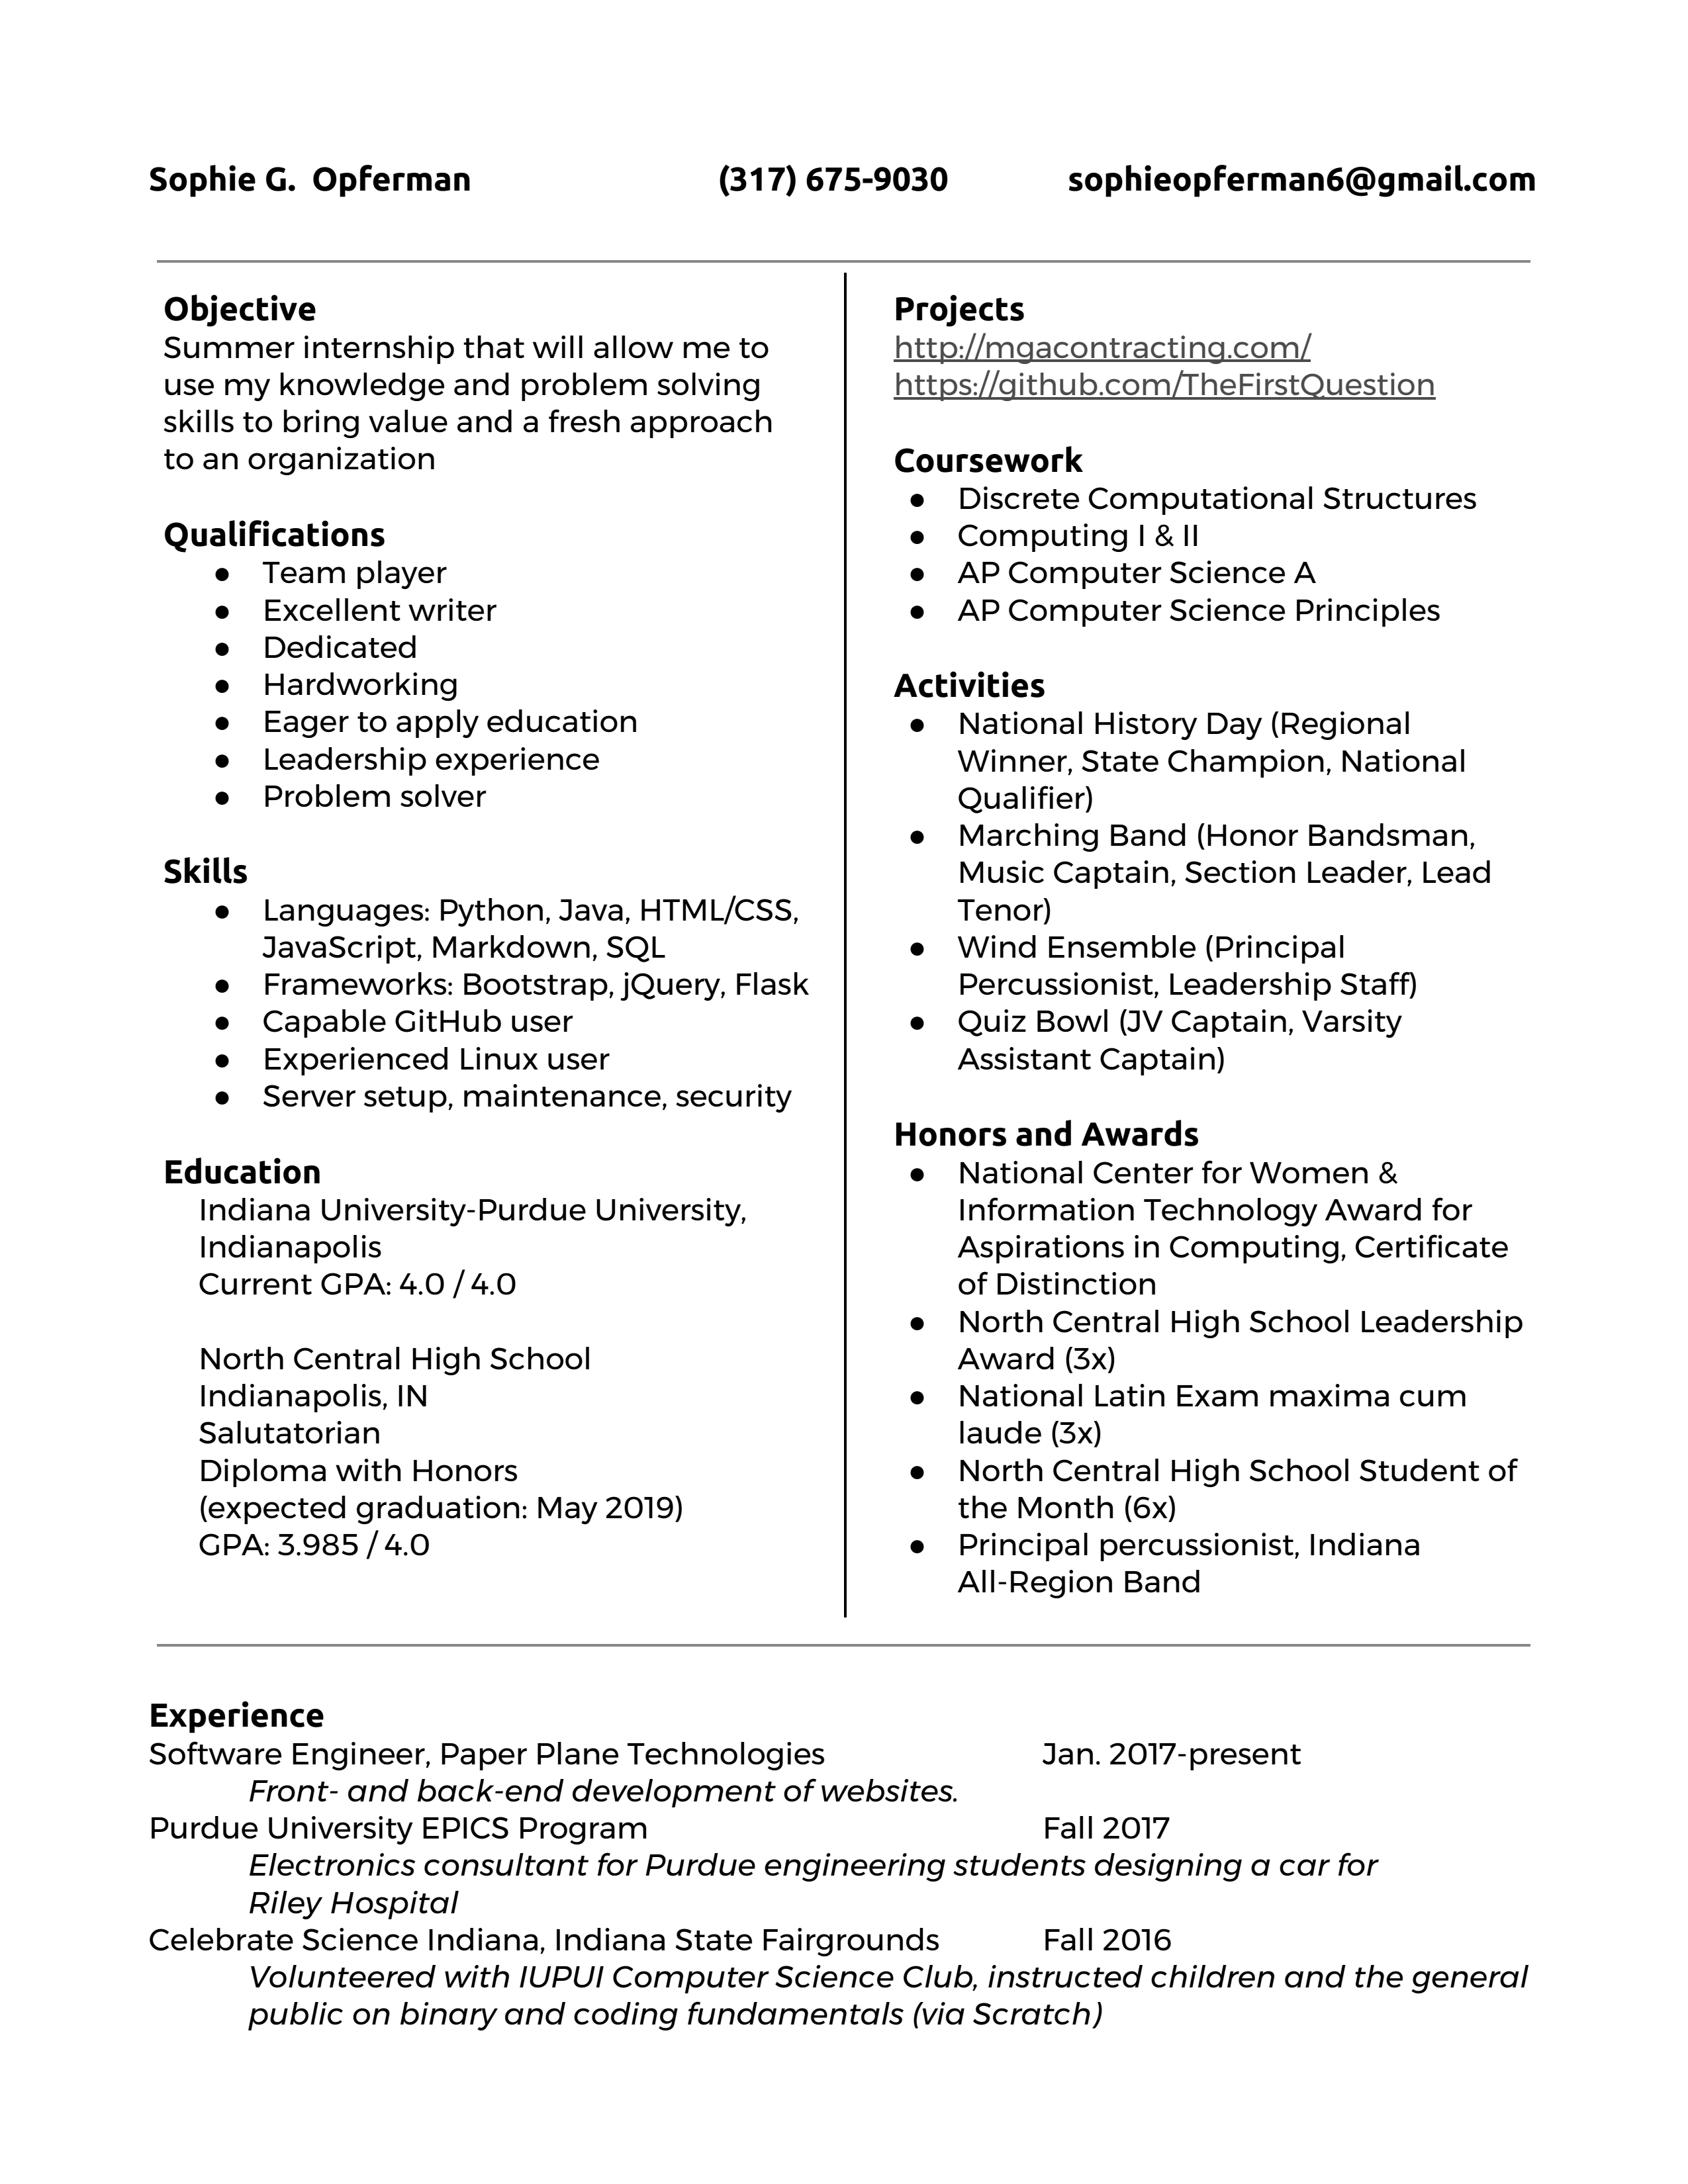 Sophie G. Opferman (317) 675-9030 sophieopferman6@gmail.com
Objective
Summer internship that will allow me to
use my knowledge and problem solving
skills to bring value and a fresh approach
to an organization
Qualifications
● Team player
● Excellent writer
● Dedicated
● Hardworking
● Eager to apply education
● Leadership experience
● Problem solver
Skills
● Languages: Python, Java, HTML/CSS,
JavaScript, Markdown, SQL
● Frameworks: Bootstrap, jQuery, Flask
● Capable GitHub user
● Experienced Linux user
● Server setup, maintenance, security
Education
Indiana University-Purdue University,
Indianapolis
Current GPA: 4.0 / 4.0
North Central High School
Indianapolis, IN
Salutatorian
Diploma with Honors
(expected graduation: May 2019)
GPA: 3.985 / 4.0
Projects
http://mgacontracting.com/
https://github.com/TheFirstQuestion
Coursework
● Discrete Computational Structures
● Computing I & II
● AP Computer Science A
● AP Computer Science Principles
Activities
● National History Day (Regional
Winner, State Champion, National
Qualifier)
● Marching Band (Honor Bandsman,
Music Captain, Section Leader, Lead
Tenor)
● Wind Ensemble (Principal
Percussionist, Leadership Staff)
● Quiz Bowl (JV Captain, Varsity
Assistant Captain)
Honors and Awards
● National Center for Women &
Information Technology Award for
Aspirations in Computing, Certificate
of Distinction
● North Central High School Leadership
Award (3x)
● National Latin Exam maxima cum
laude (3x)
● North Central High School Student of
the Month (6x)
● Principal percussionist, Indiana
All-Region Band
Experience
Software Engineer, Paper Plane Technologies Jan. 2017-present
Front- and back-end development of websites.
Purdue University EPICS Program Fall 2017
Electronics consultant for Purdue engineering students designing a car for
Riley Hospital
Celebrate Science Indiana, Indiana State Fairgrounds Fall 2016
Volunteered with IUPUI Computer Science Club, instructed children and the general
public on binary and coding fundamentals (via Scratch)